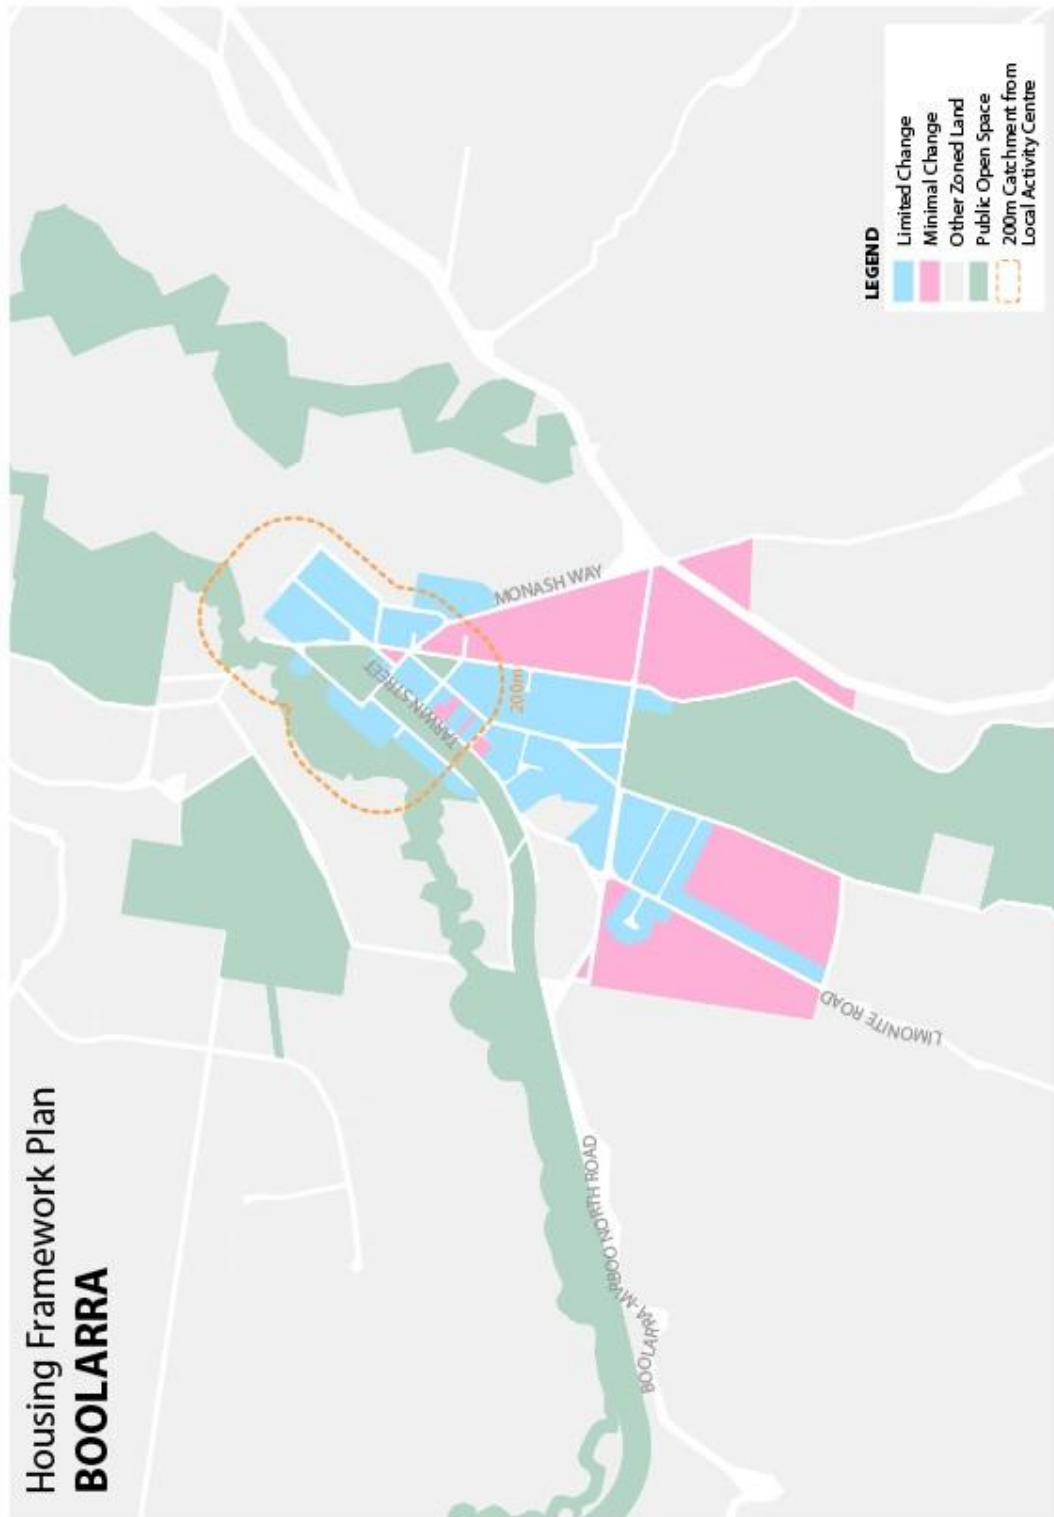 Housing Framework Plan
BOOLARRA
TARWIN STREET
MONASH WAY
200m
LIMONITE ROAD
BOOLARRA-MIRBOO NORTH ROAD
LEGEND
Limited Change
Minimal Change
Other Zoned Land
Public Open Space
200m Catchment from
Local Activity Centre